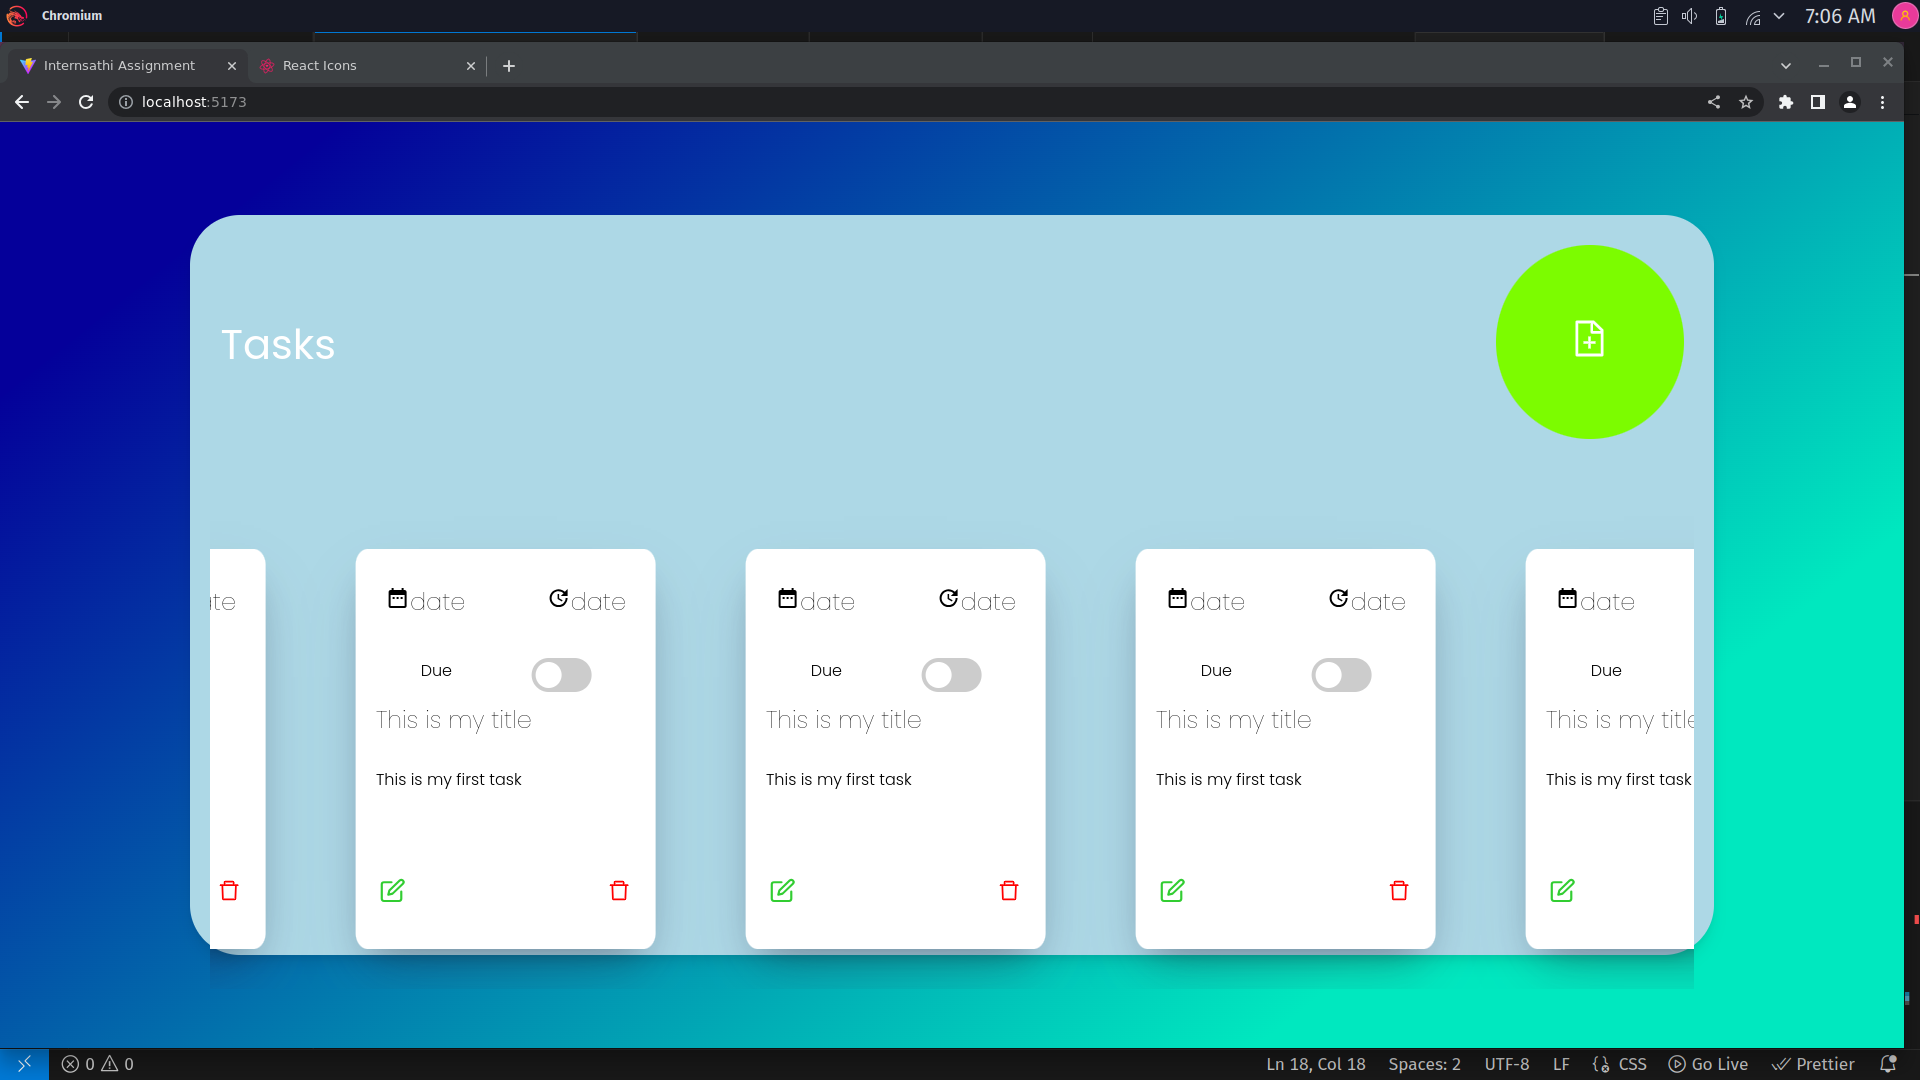 Chromium
7:06 AM
Internsathi Assignment
React Icons
localhost:5173
Tasks
date date date date date date date
Due Due Due Due
This is my title This is my title This is my title This is my title
This is my first task This is my first task This is my first task This is my first task
0 0
Ln 18, Col 18 Spaces: 2 UTF-8 LF CSS Go Live Prettier